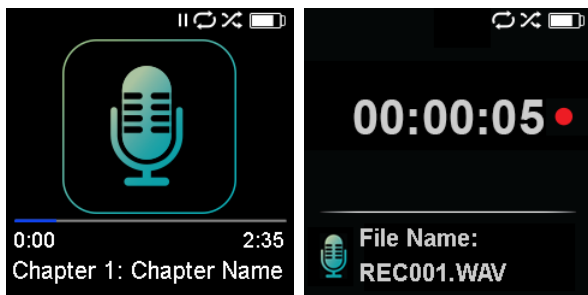 0:00 2:35
Chapter 1: Chapter Name
00:00:05
File Name:
REC001.WAV